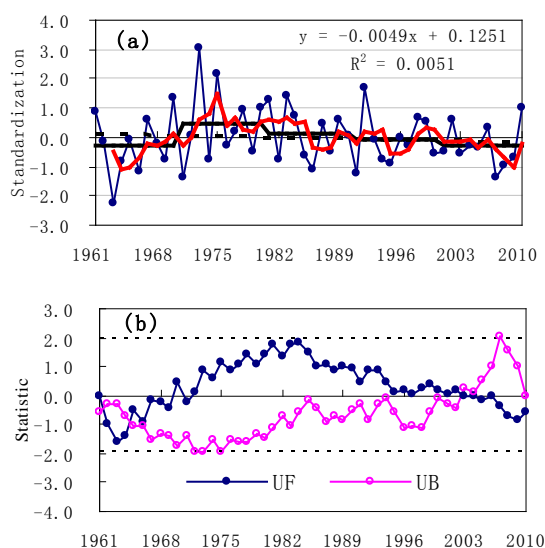 (a)
y = -0.0049x + 0.1251
R² = 0.0051
Standardization
4.0
3.0
2.0
1.0
0.0
-1.0
-2.0
-3.0
1961 1968 1975 1982 1989 1996 2003 2010
(b)
Statistic
3.0
2.0
1.0
0.0
-1.0
-2.0
-3.0
-4.0
UF UB
1961 1968 1975 1982 1989 1996 2003 2010